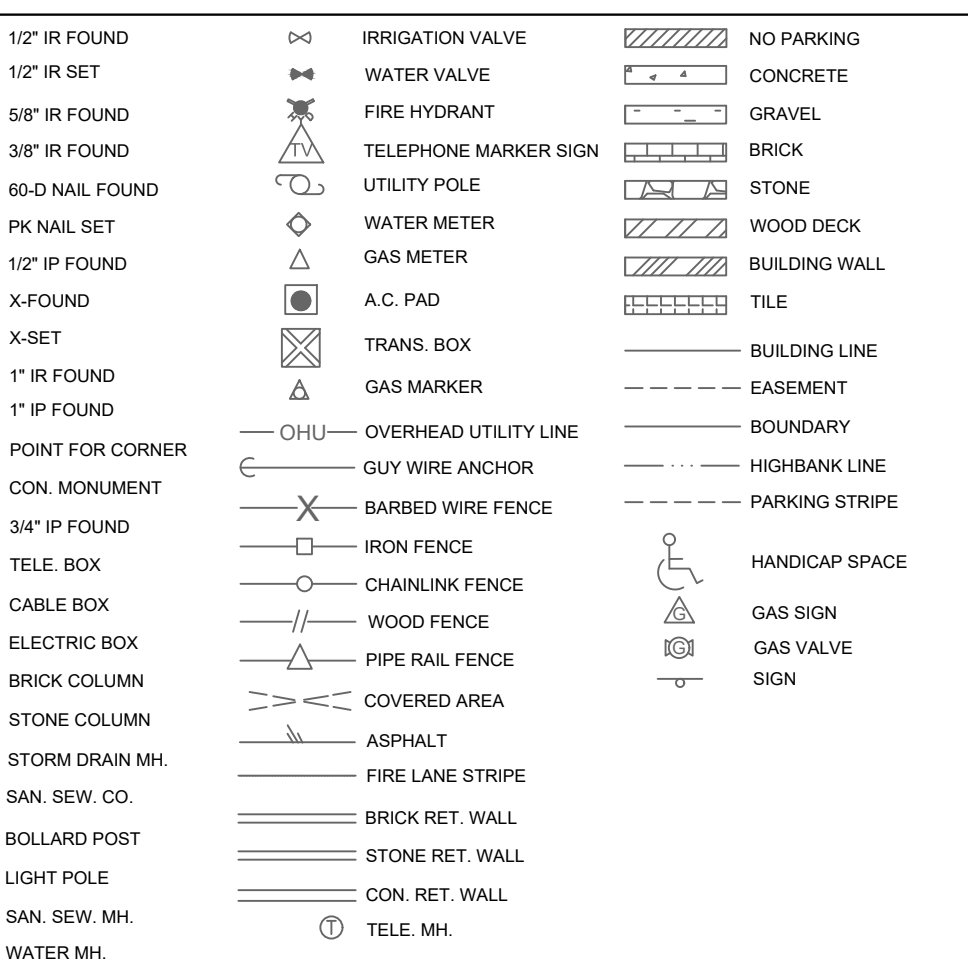 1/2" IR FOUND
1/2" IR SET
5/8" IR FOUND
3/8" IR FOUND
60-D NAIL FOUND
PK NAIL SET
1/2" IP FOUND
X-FOUND
X-SET
1" IR FOUND
1" IP FOUND
POINT FOR CORNER
CON. MONUMENT
3/4" IP FOUND
TELE. BOX
CABLE BOX
ELECTRIC BOX
BRICK COLUMN
STONE COLUMN
STORM DRAIN MH.
SAN. SEW. CO.
BOLLARD POST
LIGHT POLE
SAN. SEW. MH.
WATER MH.
IRRIGATION VALVE
WATER VALVE
FIRE HYDRANT
TV TELEPHONE MARKER SIGN
UTILITY POLE
WATER METER
GAS METER
A.C. PAD
TRANS. BOX
GAS MARKER
OHU OVERHEAD UTILITY LINE
GUY WIRE ANCHOR
X BARBED WIRE FENCE
IRON FENCE
CHAINLINK FENCE
WOOD FENCE
PIPE RAIL FENCE
COVERED AREA
ASPHALT
FIRE LANE STRIPE
BRICK RET. WALL
STONE RET. WALL
CON. RET. WALL
T TELE. MH.
NO PARKING
CONCRETE
GRAVEL
BRICK
STONE
WOOD DECK
BUILDING WALL
TILE
BUILDING LINE
EASEMENT
BOUNDARY
HIGHBANK LINE
PARKING STRIPE
HANDICAP SPACE
G GAS SIGN
G GAS VALVE
SIGN